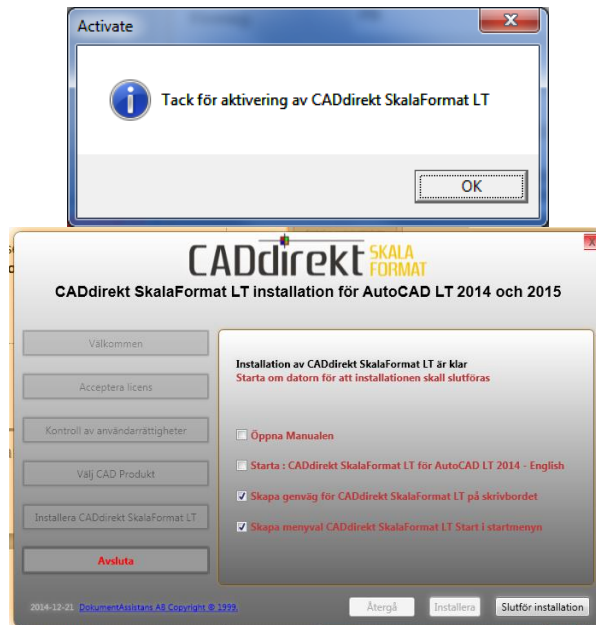 Activate
Tack för aktivering av CADdirekt SkalaFormat LT
OK
CADdirekt SKALA
FORMAT
CADdirekt SkalaFormat LT installation för AutoCAD LT 2014 och 2015
Välkommen
Acceptera licens
Kontroll av användarrättigheter
Välj CAD Produkt
Installera CADdirekt SkalaFormat LT
Avsluta
Installation av CADdirekt SkalaFormat LT är klar
Starta om datorn för att installationen skall slutföras
Öppna Manualen
Starta : CADdirekt SkalaFormat LT för AutoCAD LT 2014 - English
Skapa genväg för CADdirekt SkalaFormat LT på skrivbordet
Skapa menyval CADdirekt SkalaFormat LT Start i startmenyn
2014-12-21 DokumentAssistans AB Copyright © 1999.
Återgå Installera Slutför installation